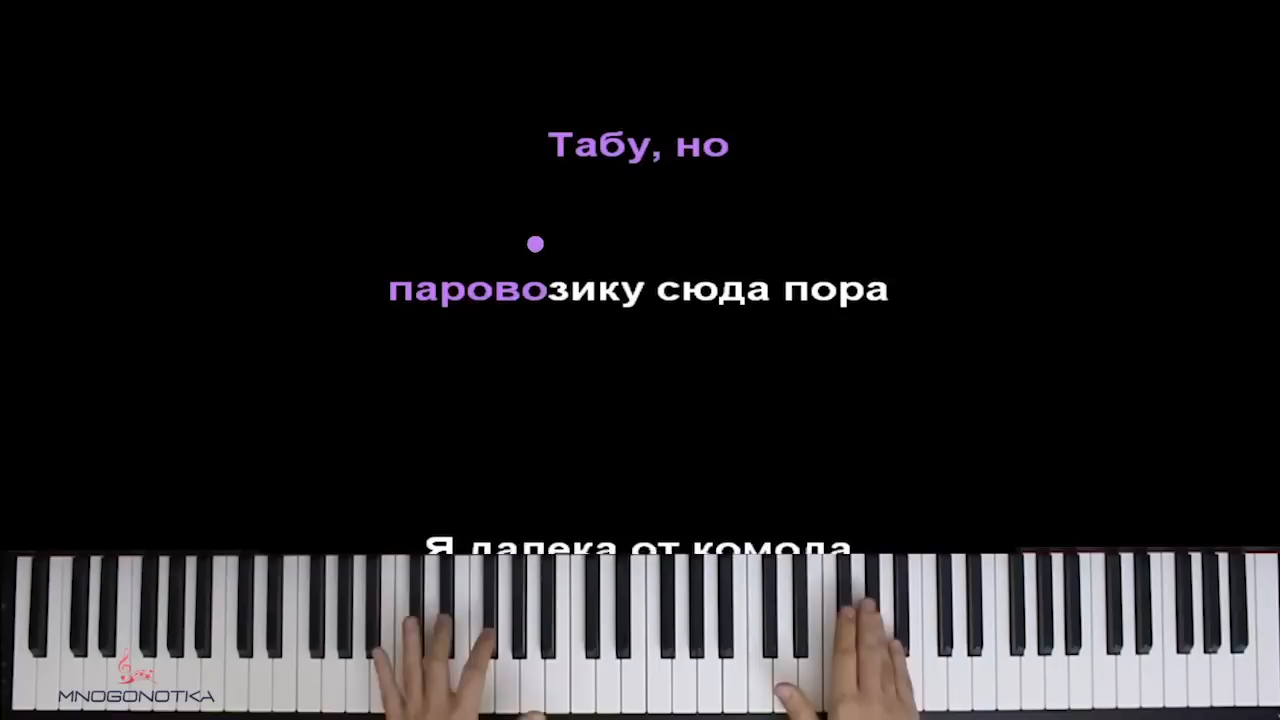 Табу, но
паровозику сюда пора
Я далека от комода
MNOGONOTKA